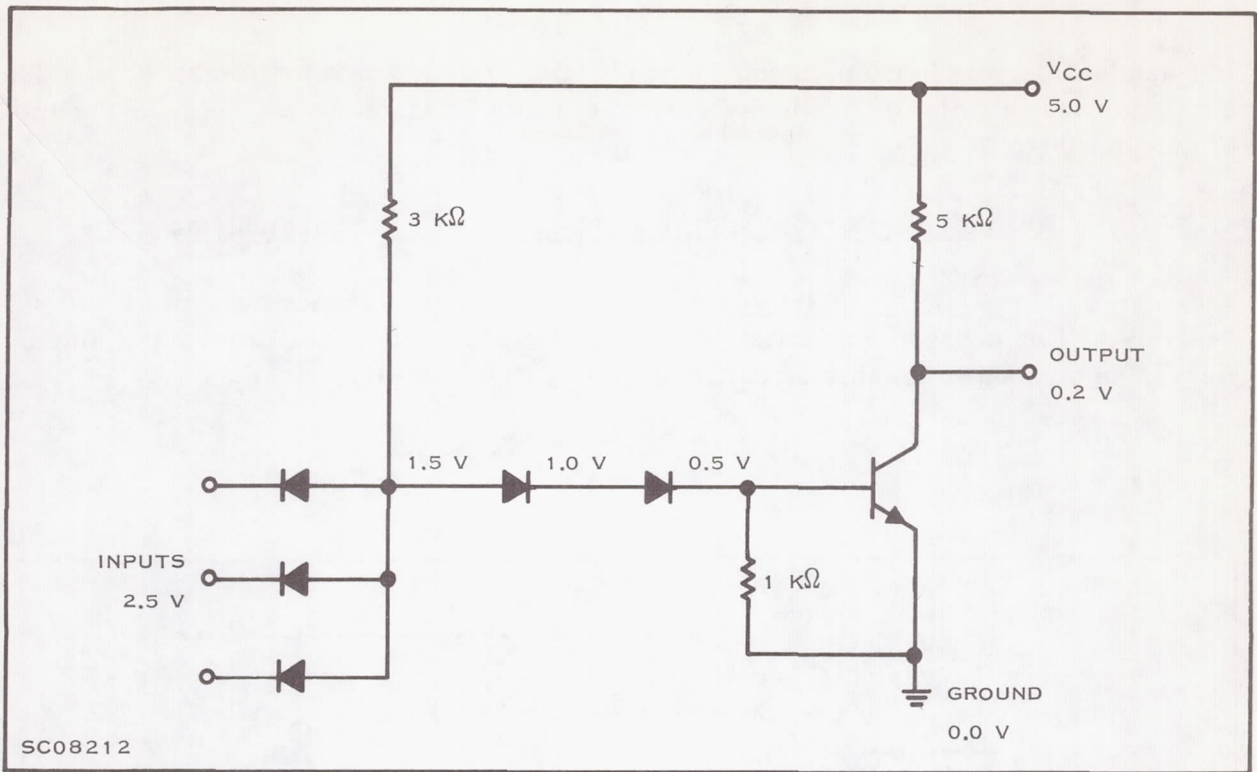 VCC
5.0 V
3 KΩ
5 KΩ
OUTPUT
0.2 V
1.5 V
1.0 V
0.5 V
INPUTS
2.5 V
1 KΩ
GROUND
0.0 V
SC08212